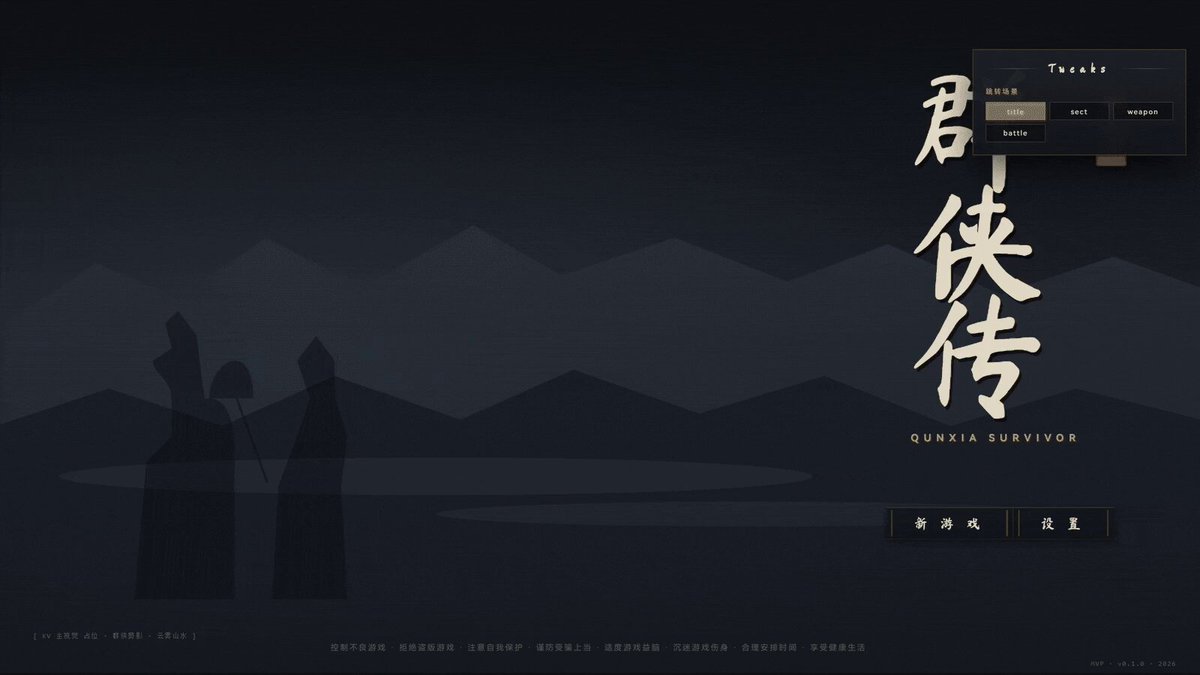 Tweaks
跳转场景
title
sect
weapon
battle
群
侠
传
QUNXIA SURVIVOR
新游戏
设置
[ KV 主视觉 占位 · 群侠剪影 · 云雾山水 ]
控制不良游戏 · 拒绝盗版游戏 · 注意自我保护 · 谨防受骗上当 · 适度游戏益脑 · 沉迷游戏伤身 · 合理安排时间 · 享受健康生活
MVP · v0.1.0 · 2026